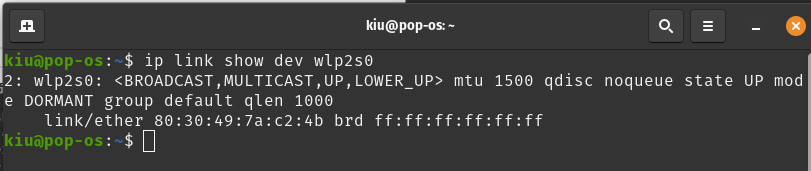 kiu@pop-os: ~
kiu@pop-os:~$ ip link show dev wlp2s0
2: wlp2s0: <BROADCAST,MULTICAST,UP,LOWER_UP> mtu 1500 qdisc noqueue state UP mod
e DORMANT group default qlen 1000
    link/ether 80:30:49:7a:c2:4b brd ff:ff:ff:ff:ff:ff
kiu@pop-os:~$